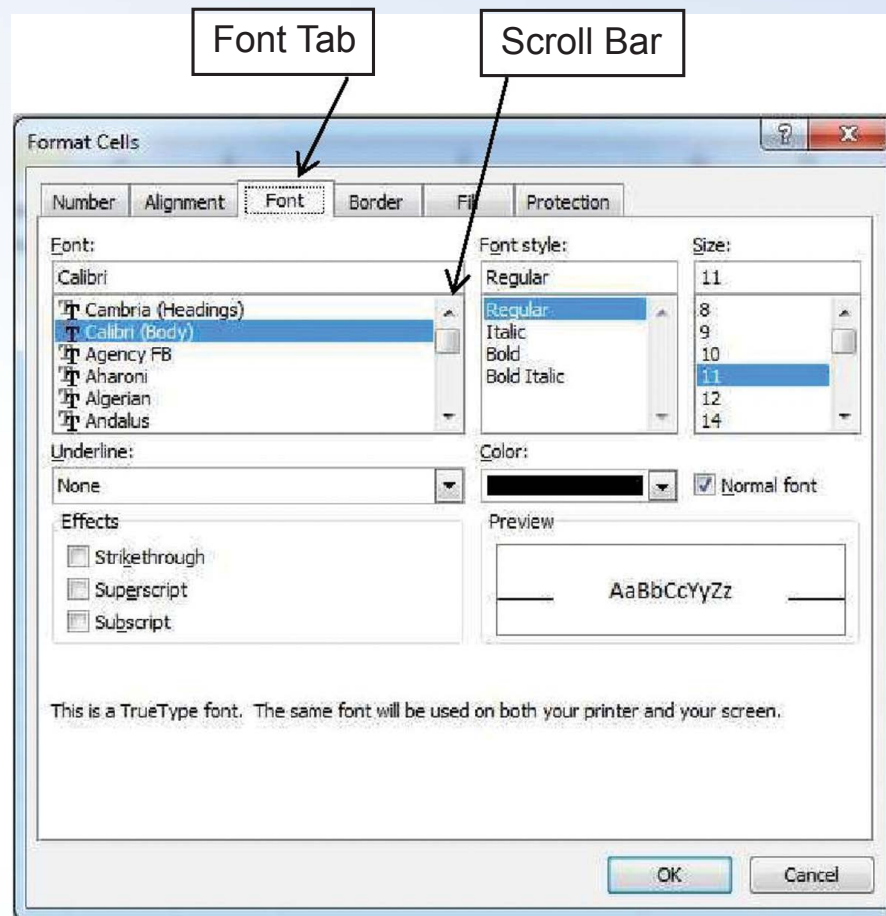 Font Tab
Scroll Bar
Format Cells
Number Alignment Font Border Fill Protection
Font: Font style: Size:
Calibri Regular 11
Cambria (Headings) Regular 8
Calibri (Body) Italic 9
Agency FB Bold 10
Aharoni Bold Italic 11
Algerian 12
Andalus 14
Underline: Color:
None Normal font
Effects Preview
Strikethrough
Superscript AaBbCcYyZz
Subscript
This is a TrueType font. The same font will be used on both your printer and your screen.
OK Cancel